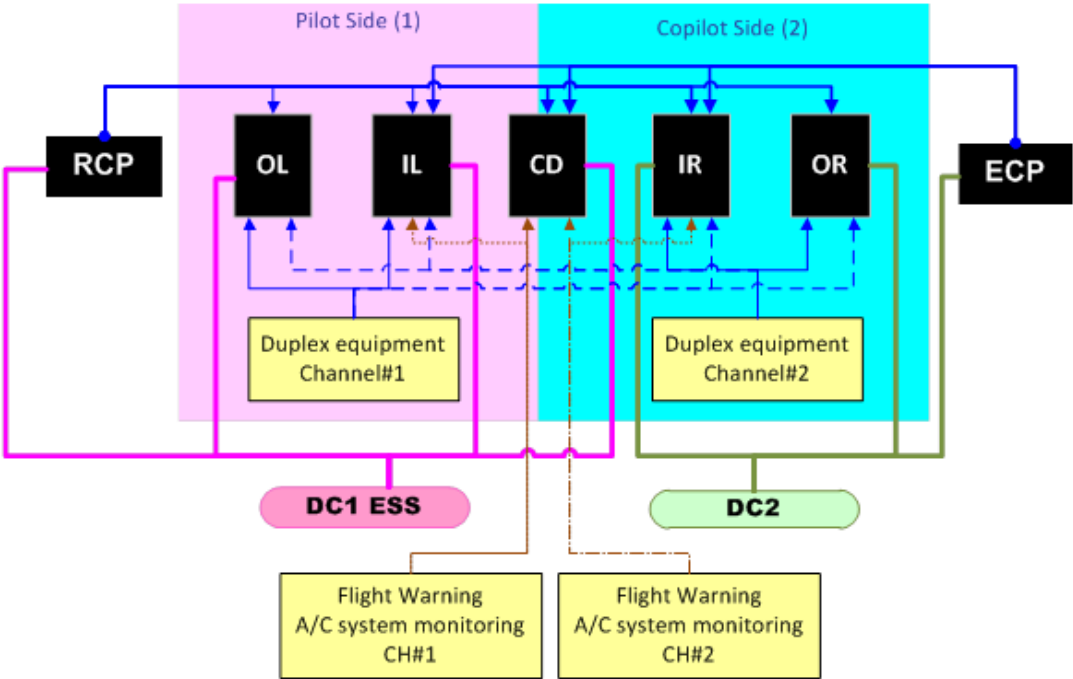 Pilot Side (1)
Copilot Side (2)
RCP
OL
IL
CD
IR
OR
ECP
Duplex equipment
Channel#1
Duplex equipment
Channel#2
DC1 ESS
DC2
Flight Warning
A/C system monitoring
CH#1
Flight Warning
A/C system monitoring
CH#2